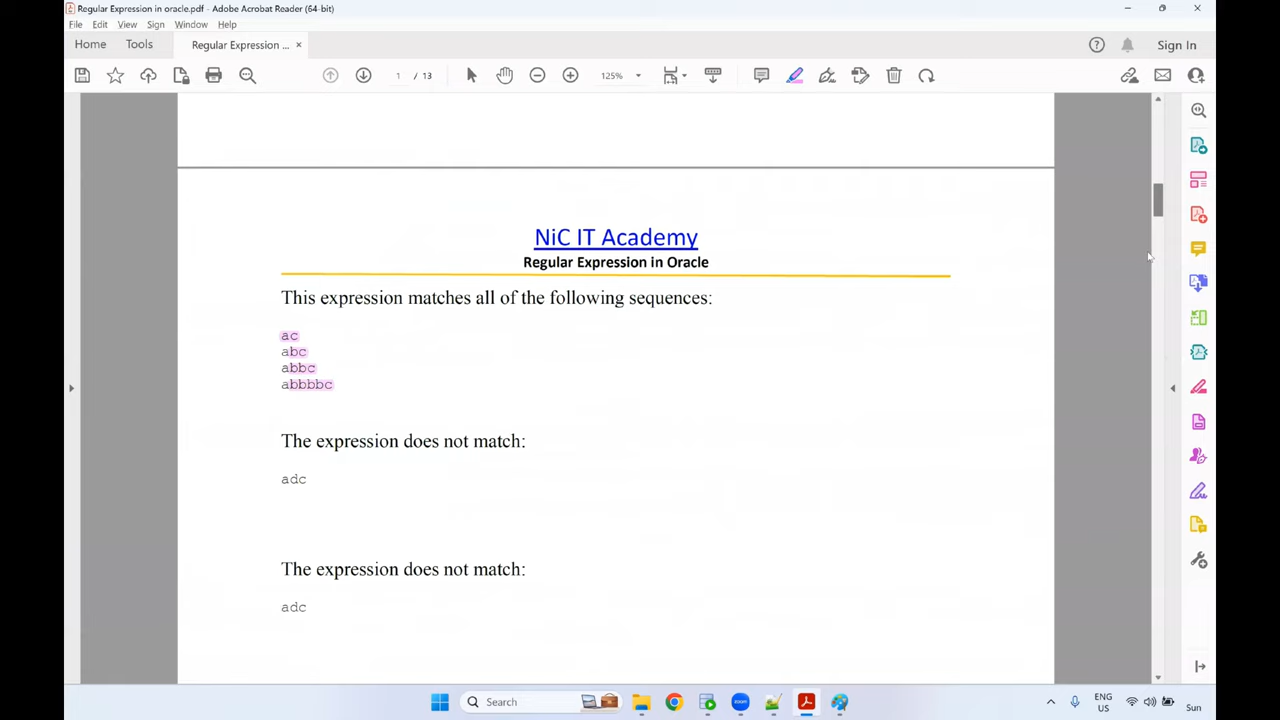 Regular Expression in oracle.pdf - Adobe Acrobat Reader (64-bit)
File Edit View Sign Window Help
Home Tools Regular Expression ... × Sign In
1 / 13 125%
NiC IT Academy
Regular Expression in Oracle
This expression matches all of the following sequences:
ac
abc
abbc
abbbbc
The expression does not match:
adc
The expression does not match:
adc
Search ENG
US Sun